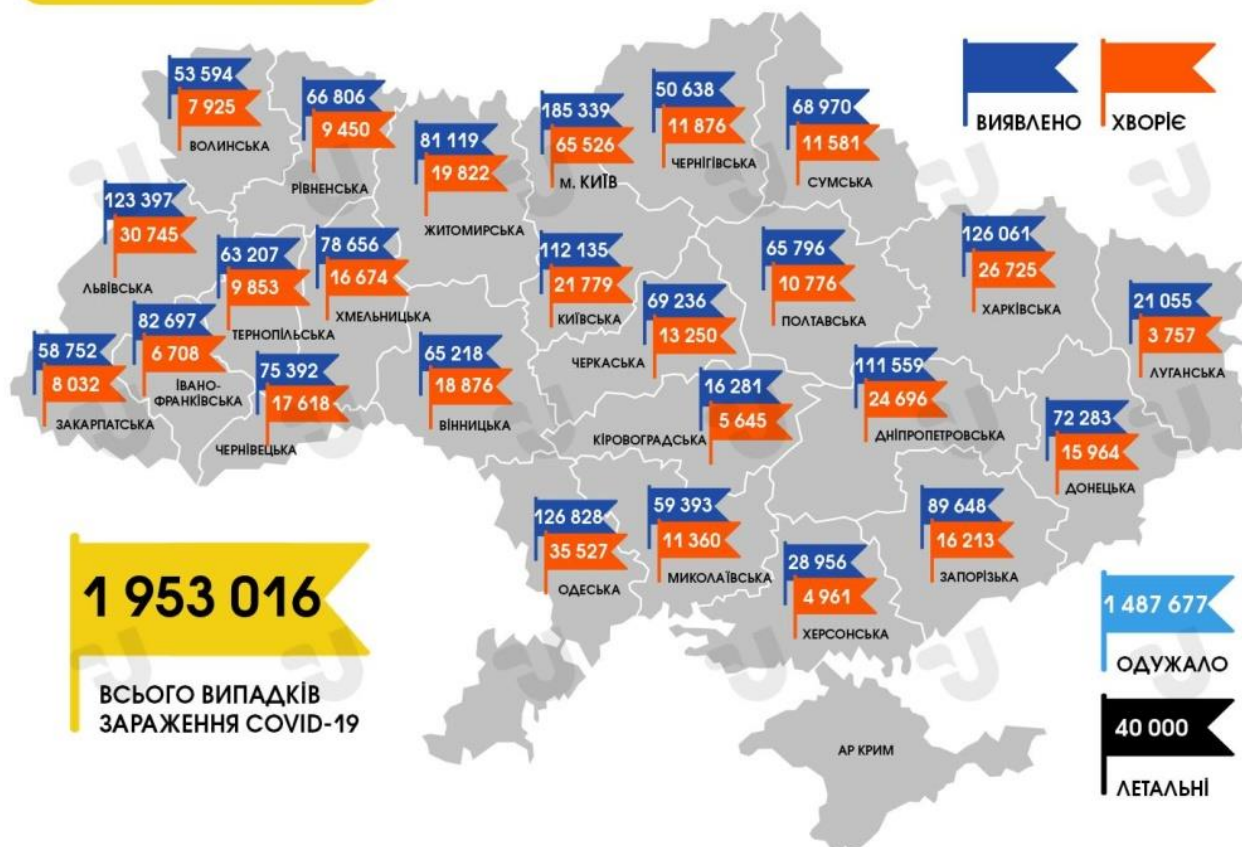 53 594
7 925
ВОЛИНСЬКА
66 806
9 450
РІВНЕНСЬКА
81 119
19 822
ЖИТОМИРСЬКА
185 339
65 526
м. КИЇВ
50 638
11 876
ЧЕРНІГІВСЬКА
68 970
11 581
СУМСЬКА
ВИЯВЛЕНО
ХВОРІЄ
123 397
30 745
ЛЬВІВСЬКА
63 207
9 853
ТЕРНОПІЛЬСЬКА
78 656
16 674
ХМЕЛЬНИЦЬКА
112 135
21 779
КИЇВСЬКА
69 236
13 250
ЧЕРКАСЬКА
65 796
10 776
ПОЛТАВСЬКА
126 061
26 725
ХАРКІВСЬКА
21 055
3 757
ЛУГАНСЬКА
58 752
8 032
ЗАКАРПАТСЬКА
82 697
6 708
ІВАНО-
ФРАНКІВСЬКА
75 392
17 618
ЧЕРНІВЕЦЬКА
65 218
18 876
ВІННИЦЬКА
16 281
5 645
КІРОВОГРАДСЬКА
111 559
24 696
ДНІПРОПЕТРОВСЬКА
72 283
15 964
ДОНЕЦЬКА
126 828
35 527
ОДЕСЬКА
59 393
11 360
МИКОЛАЇВСЬКА
28 956
4 961
ХЕРСОНСЬКА
89 648
16 213
ЗАПОРІЗЬКА
1 953 016
ВСЬОГО ВИПАДКІВ
ЗАРАЖЕННЯ COVID-19
1 487 677
ОДУЖАЛО
40 000
ЛЕТАЛЬНІ
АР КРИМ